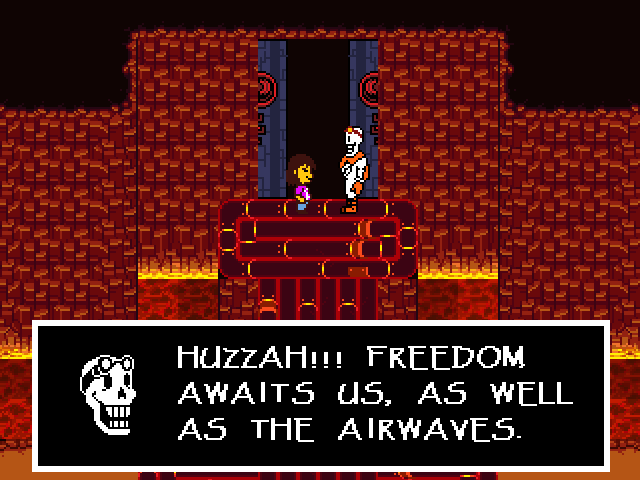 HUZZAH!!! FREEDOM
AWAITS US, AS WELL
AS THE AIRWAVES.